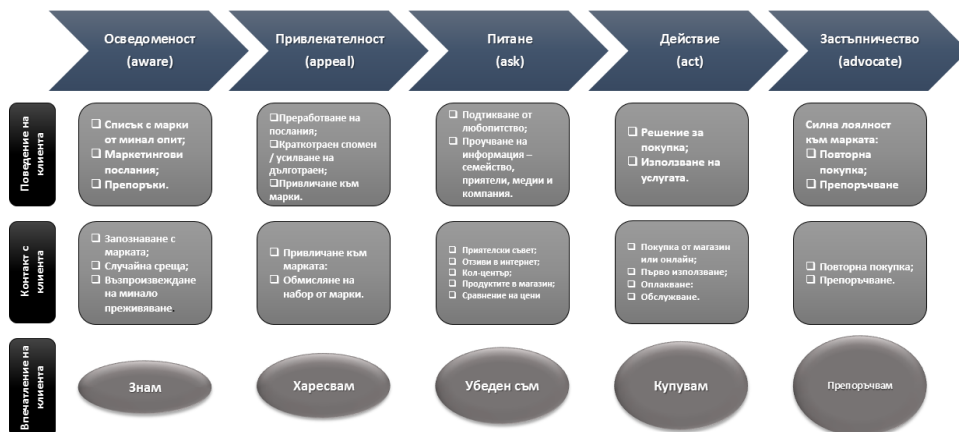 Осведоменост
(aware)
Привлекателност
(appeal)
Питане
(ask)
Действие
(act)
Застъпничество
(advocate)
Поведение на
клиента
❑ Списък с марки
от минал опит;
❑ Маркетингови
послания;
❑ Препоръки.
❑Преработване на
послания;
❑Краткотраен спомен
/ усилване на
дълготраен;
❑Привличане към
марки.
❑ Подтикване от
любопитство;
❑ Проучване на
информация –
семейство,
приятели, медии и
компания.
❑ Решение за
покупка;
❑ Използване на
услугата.
Силна лоялност
към марката:
❑ Повторна
покупка;
❑ Препоръчване
Контакт с
клиента
❑ Запознаване с
марката;
❑ Случайна среща;
❑ Възпроизвеждане
на минало
преживяване.
❑ Привличане към
марката:
❑ Обмисляне на
набор от марки.
❑ Приятелски съвет;
❑ Отзиви в интернет;
❑ Кол-център;
❑ Продуктите в магазин;
❑ Сравнение на цени
❑ Покупка от магазин
или онлайн;
❑ Първо използване;
❑ Оплакване:
❑ Обслужване.
❑ Повторна покупка;
❑ Препоръчване.
Впечатление на
клиента
Знам
Харесвам
Убеден съм
Купувам
Препоръчвам